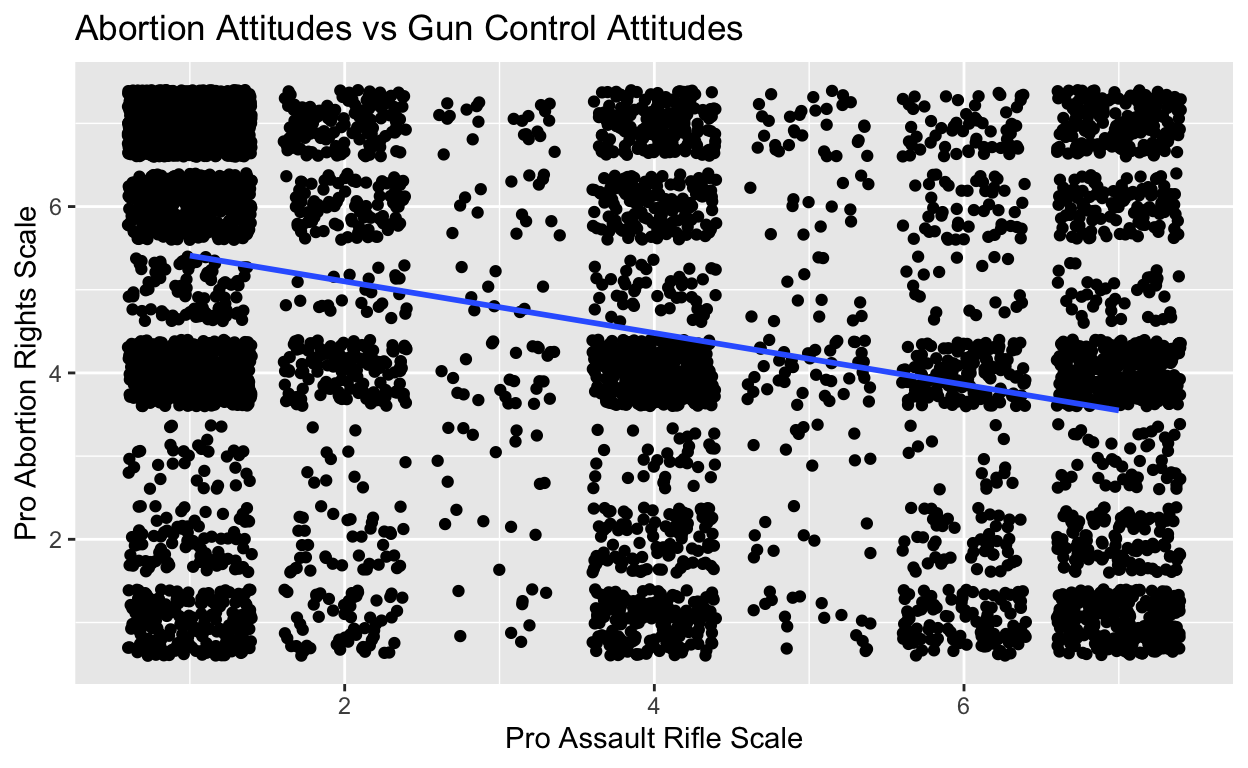 Abortion Attitudes vs Gun Control Attitudes
Pro Abortion Rights Scale
6
4
2
2 4 6
Pro Assault Rifle Scale